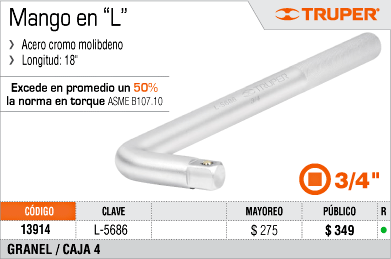 Mango en “L”
TRUPER®
› Acero cromo molibdeno
› Longitud: 18"
Excede en promedio un 50%
la norma en torque ASME B107.10
TRUPER
3/4"
CÓDIGO CLAVE MAYOREO PÚBLICO R
13914 L-5686 $ 275 $ 349
GRANEL / CAJA 4